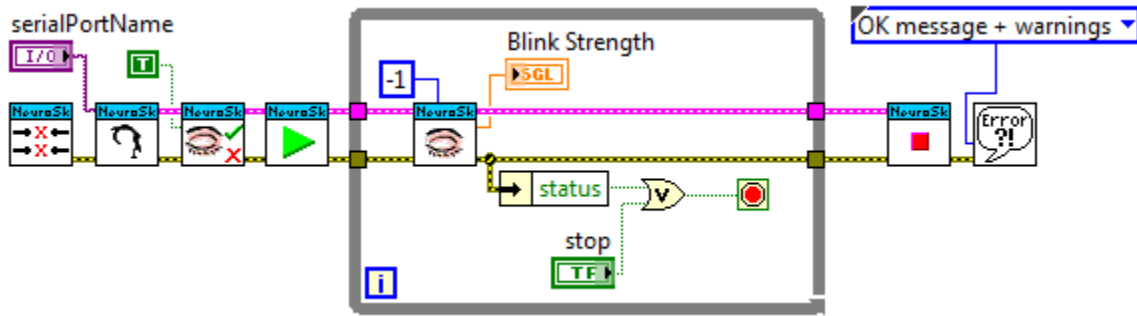 serialPortName
I/O
T
NeuroSk
X
X
NeuroSk
NeuroSk
X
NeuroSk
-1
NeuroSk
Blink Strength
SGL
status
V
stop
TF
i
OK message + warnings
NeuroSk
Error
?!